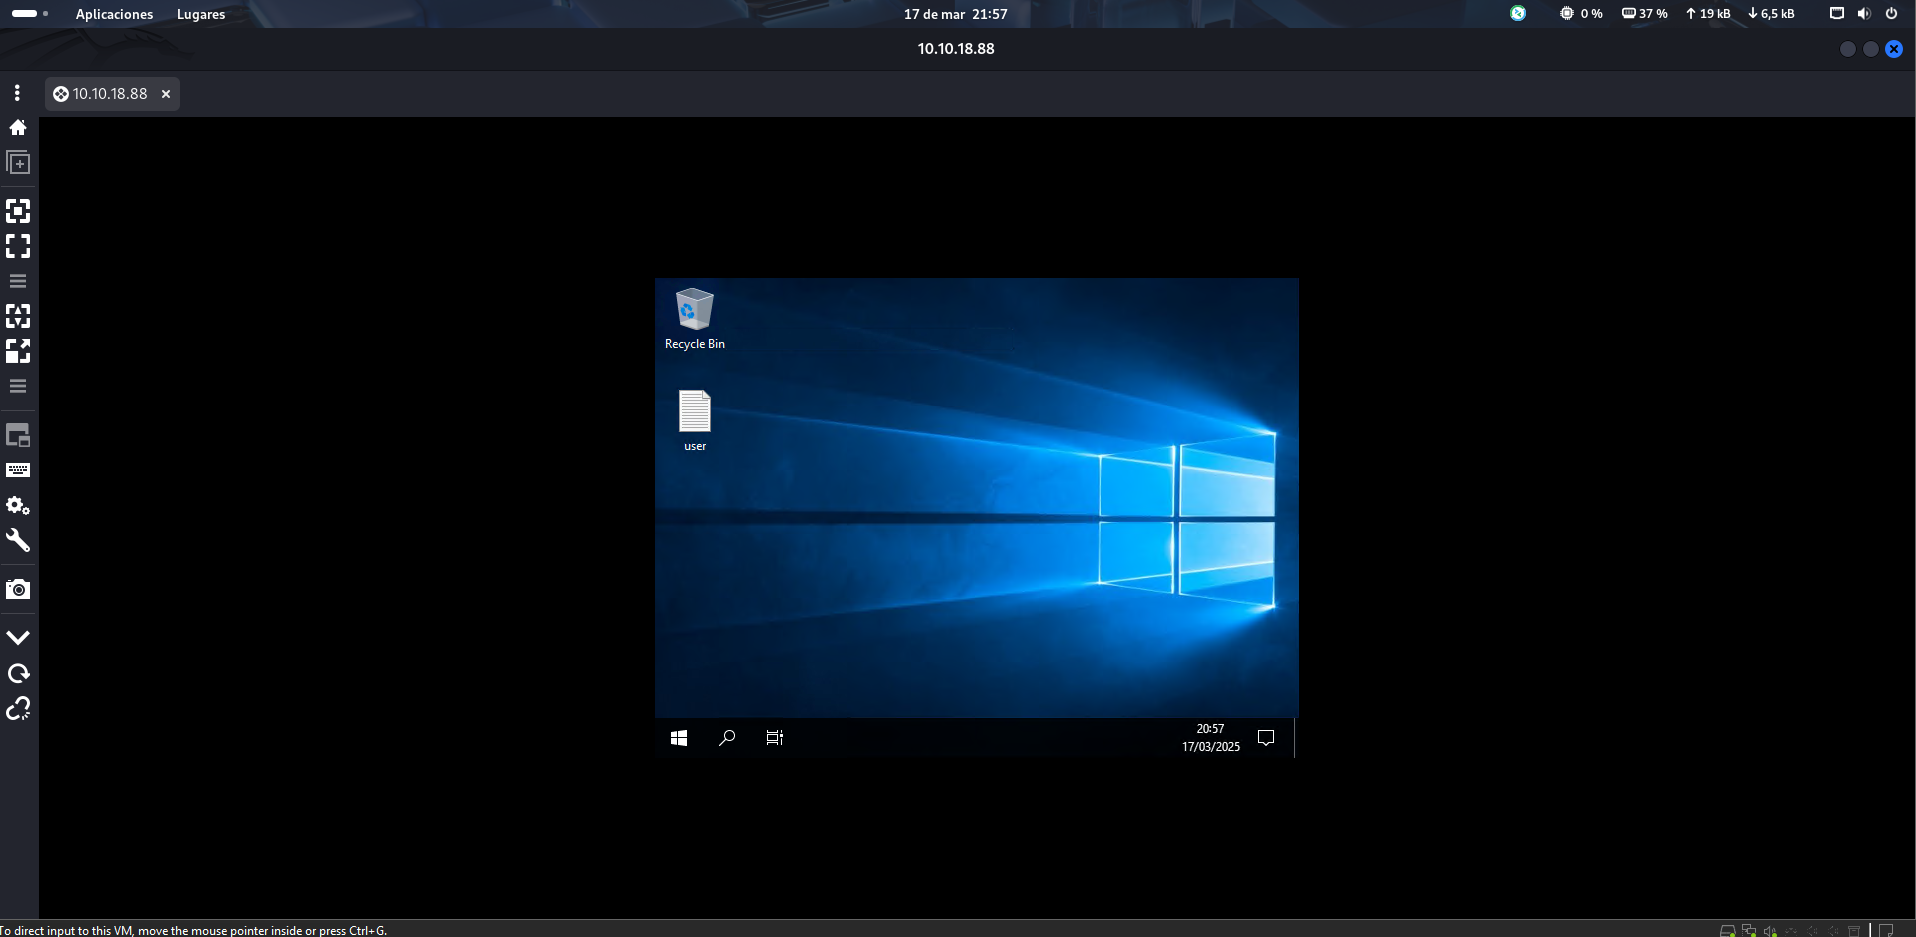 Aplicaciones Lugares 17 de mar 21:57 0 % 37 % 19 kB 6,5 kB
10.10.18.88
10.10.18.88
Recycle Bin
user
20:57
17/03/2025
To direct input to this VM, move the mouse pointer inside or press Ctrl+G.